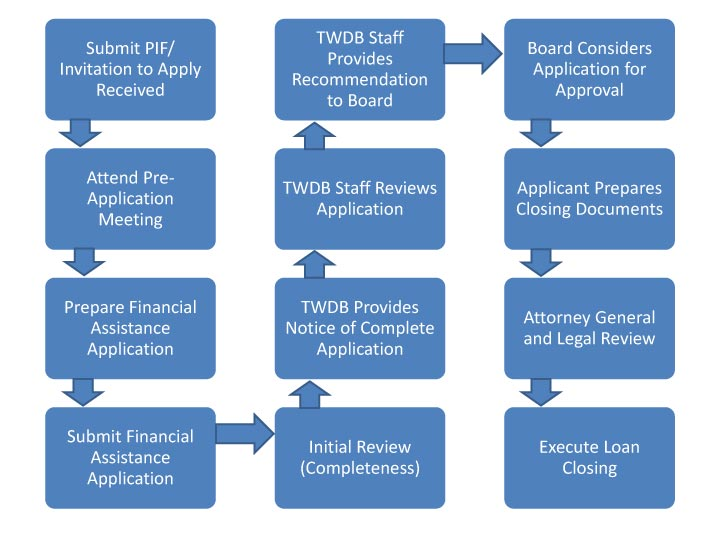 Submit PIF/
Invitation to Apply
Received
Attend Pre-
Application
Meeting
Prepare Financial
Assistance
Application
Submit Financial
Assistance
Application
Initial Review
(Completeness)
TWDB Provides
Notice of Complete
Application
TWDB Staff Reviews
Application
TWDB Staff
Provides
Recommendation
to Board
Board Considers
Application for
Approval
Applicant Prepares
Closing Documents
Attorney General
and Legal Review
Execute Loan
Closing